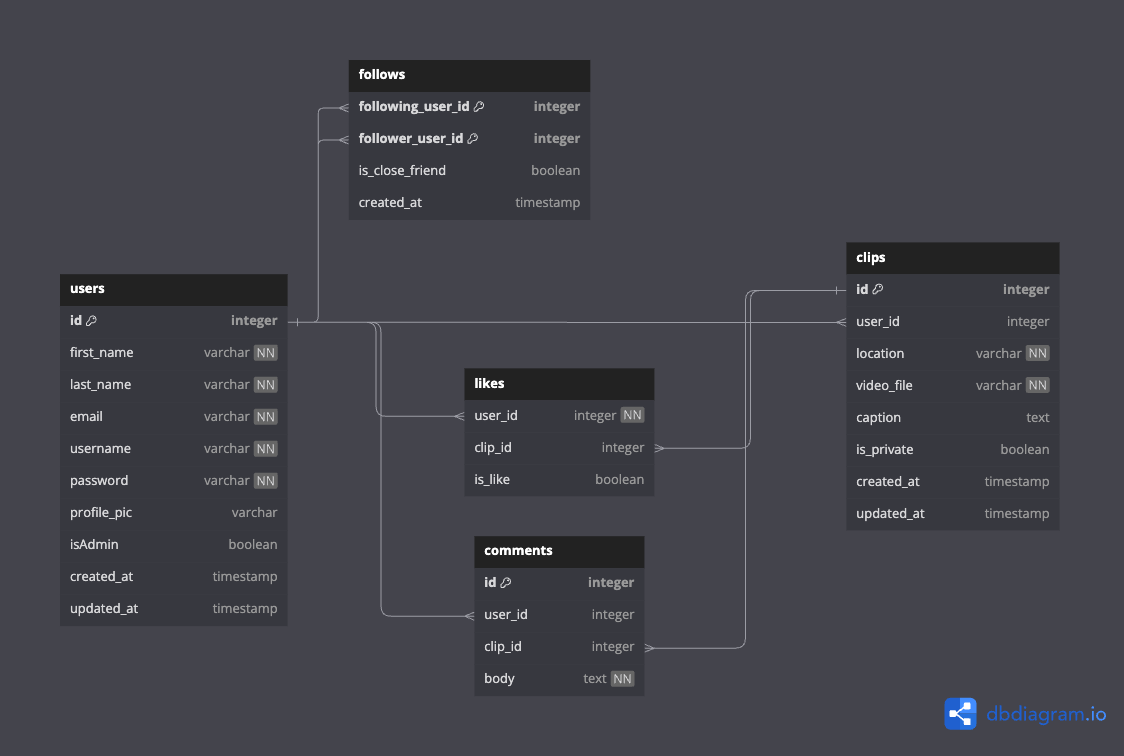 follows
following_user_id integer
follower_user_id integer
is_close_friend boolean
created_at timestamp
users
id integer
first_name varchar NN
last_name varchar NN
email varchar NN
username varchar NN
password varchar NN
profile_pic varchar
isAdmin boolean
created_at timestamp
updated_at timestamp
likes
user_id integer NN
clip_id integer
is_like boolean
comments
id integer
user_id integer
clip_id integer
body text NN
clips
id integer
user_id integer
location varchar NN
video_file varchar NN
caption text
is_private boolean
created_at timestamp
updated_at timestamp
dbdiagram.io